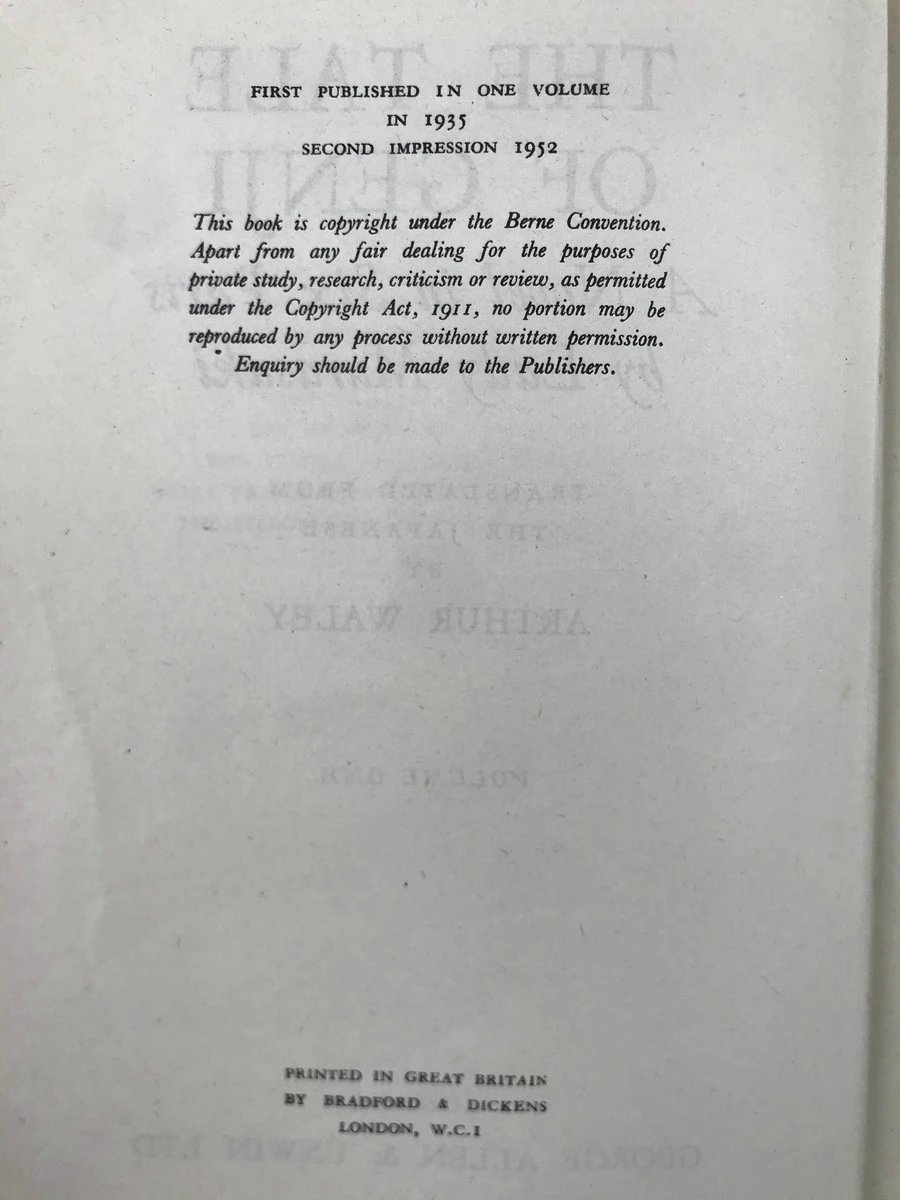 FIRST PUBLISHED IN ONE VOLUME
IN 1935
SECOND IMPRESSION 1952
This book is copyright under the Berne Convention.
Apart from any fair dealing for the purposes of
private study, research, criticism or review, as permitted
under the Copyright Act, 1911, no portion may be
reproduced by any process without written permission.
Enquiry should be made to the Publishers.
PRINTED IN GREAT BRITAIN
BY BRADFORD & DICKENS
LONDON, W.C.1